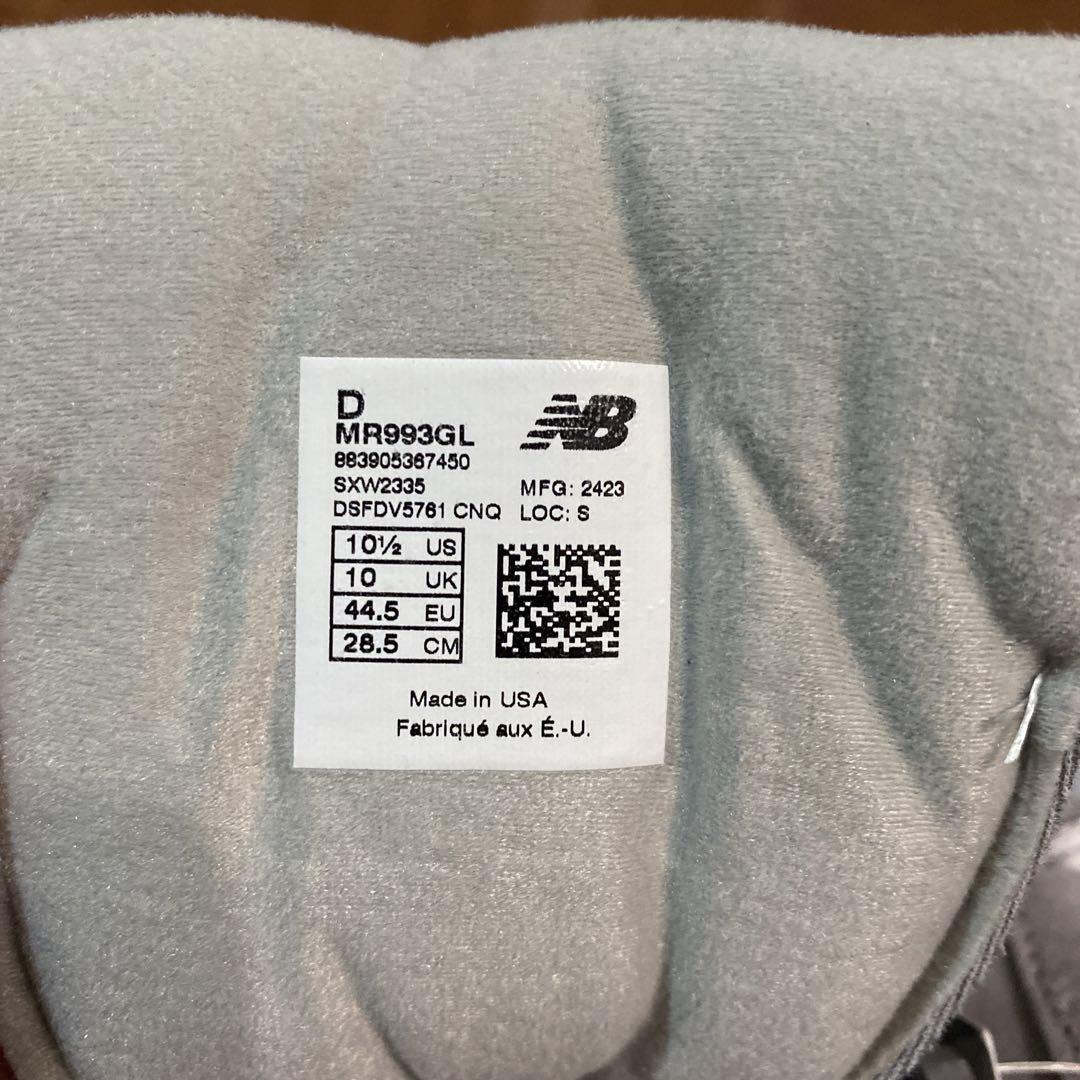 D
MR993GL
NB
883905367450
SXW2335
MFG: 2423
DSFDV5761 CNQ
LOC: S
10½ US
10 UK
44.5 EU
28.5 CM
Made in USA
Fabriqué aux É.-U.